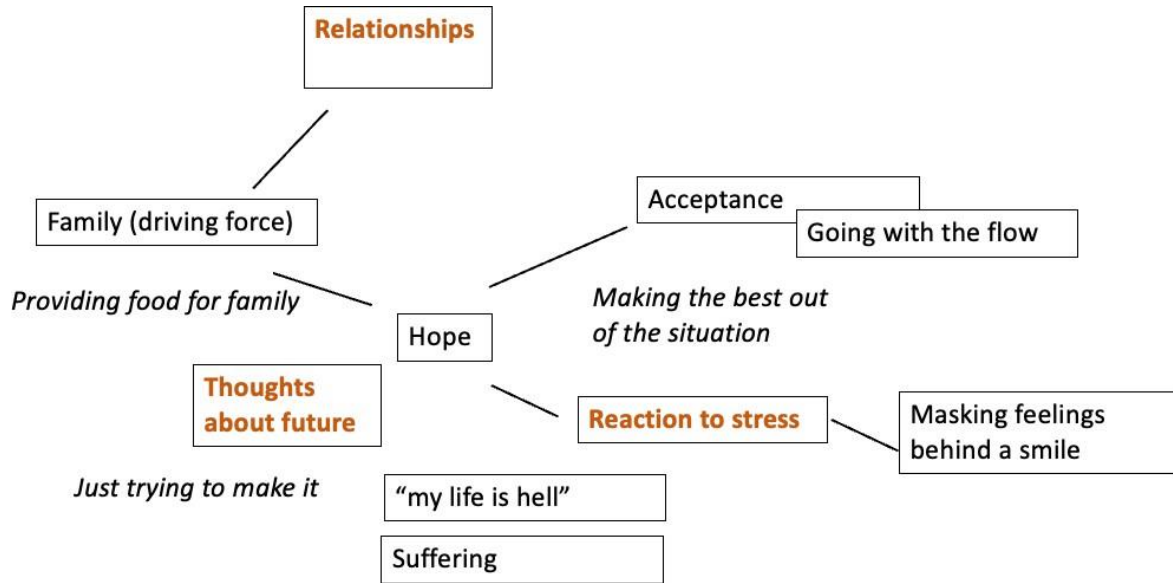 Relationships
Acceptance
Family (driving force)
Going with the flow
Providing food for family
Making the best out
of the situation
Hope
Thoughts
about future
Reaction to stress
Masking feelings
behind a smile
Just trying to make it
“my life is hell”
Suffering